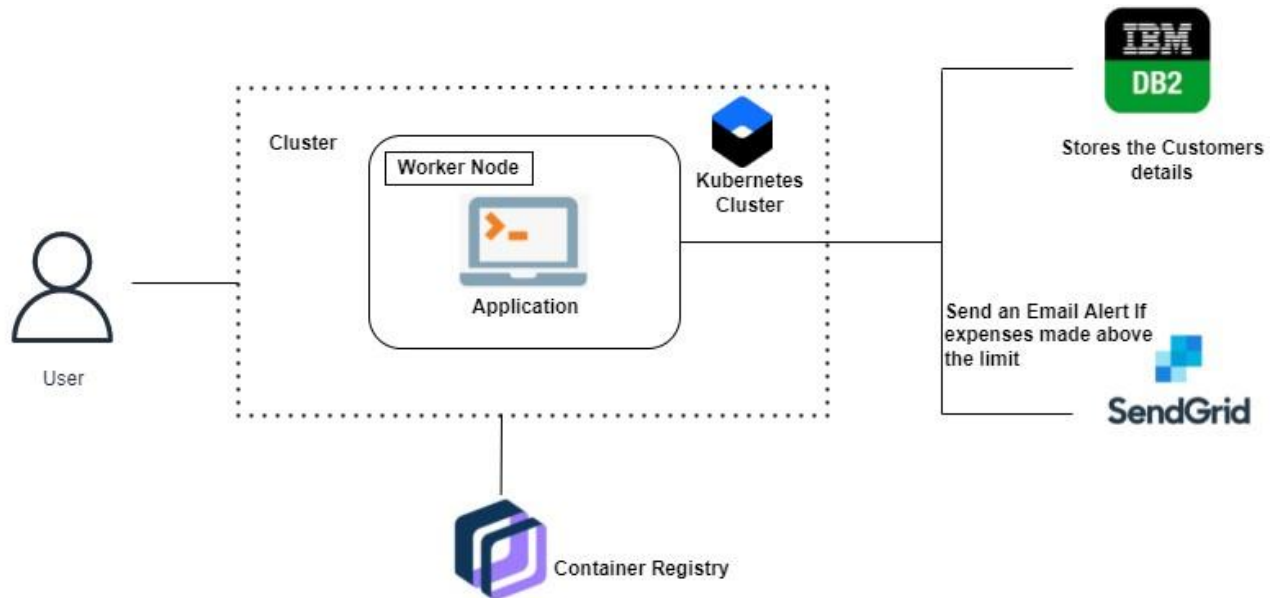 IBM
DB2
Stores the Customers
details
Cluster
Worker Node
Kubernetes
Cluster
Application
User
Send an Email Alert If
expenses made above
the limit
SendGrid
Container Registry